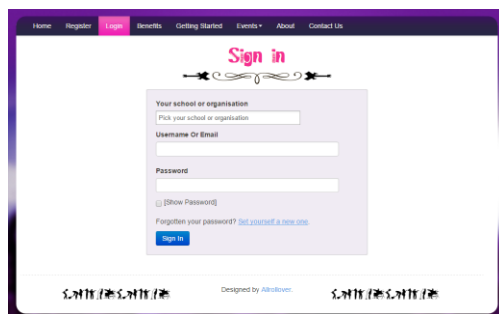 Home Register Login Benefits Getting Started Events About Contact Us
Sign in
Your school or organisation
Pick your school or organisation
Username Or Email
Password
[Show Password]
Forgotten your password? Set yourself a new one
Sign In
Designed by Allrollover.